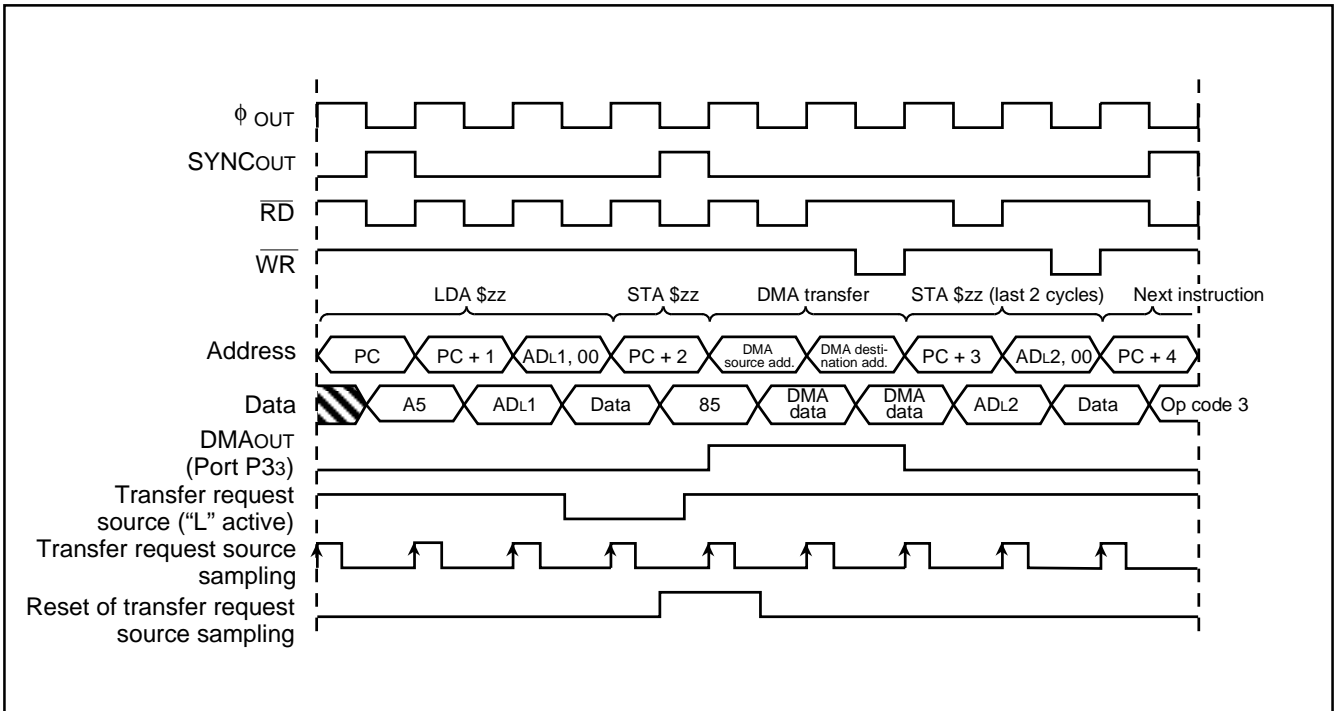 ϕ OUT
SYNCOUT
RD
WR
LDA $zz
STA $zz
DMA transfer
STA $zz (last 2 cycles)
Next instruction
Address
PC
PC + 1
ADL1, 00
PC + 2
DMA
source add.
DMA desti-
nation add.
PC + 3
ADL2, 00
PC + 4
Data
A5
ADL1
Data
85
DMA
data
DMA
data
ADL2
Data
Op code 3
DMAOUT
(Port P33)
Transfer request
source (“L” active)
Transfer request source
sampling
Reset of transfer request
source sampling